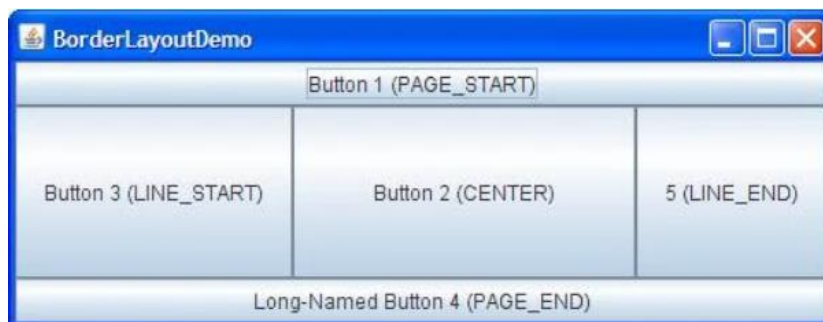 BorderLayoutDemo
Button 1 (PAGE_START)
Button 3 (LINE_START) Button 2 (CENTER) 5 (LINE_END)
Long-Named Button 4 (PAGE_END)